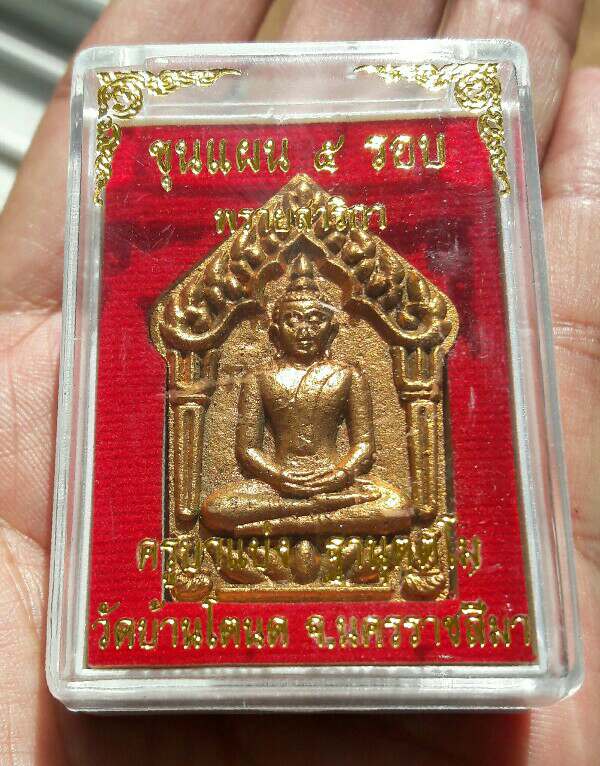 ขุนแผน ๕ รอบ
พรายสาริกา
ครูบาแบ่ง ฐานุตฺตโม
วัดบ้านโตนด จ.นครราชสีมา